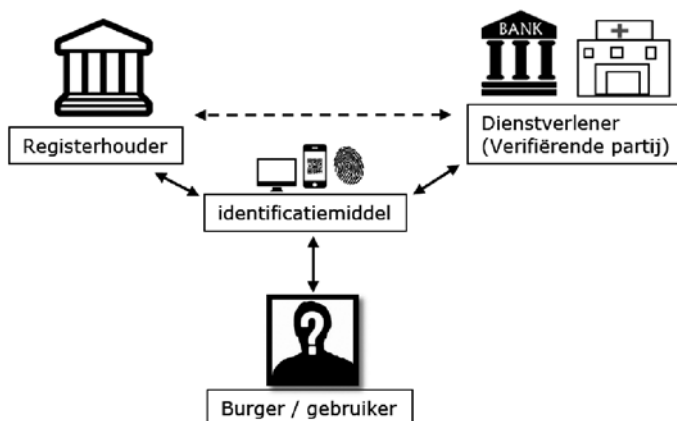 BANK
Registerhouder
Dienstverlener
(Verifiërende partij)
identificatiemiddel
?
Burger / gebruiker